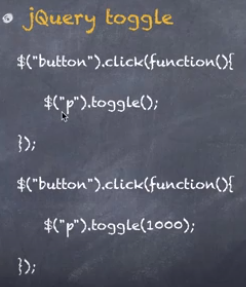 jQuery toggle
$("button").click(function(){
$("p").toggle();
});
$("button").click(function(){
$("p").toggle(1000);
});